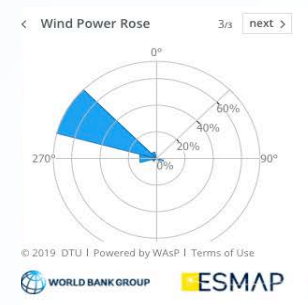 ‹ Wind Power Rose 3/3 next ›
0°
60%
40%
20%
270° 0% 90°
© 2019 DTU | Powered by WAsP | Terms of Use
WORLD BANK GROUP ESMAP